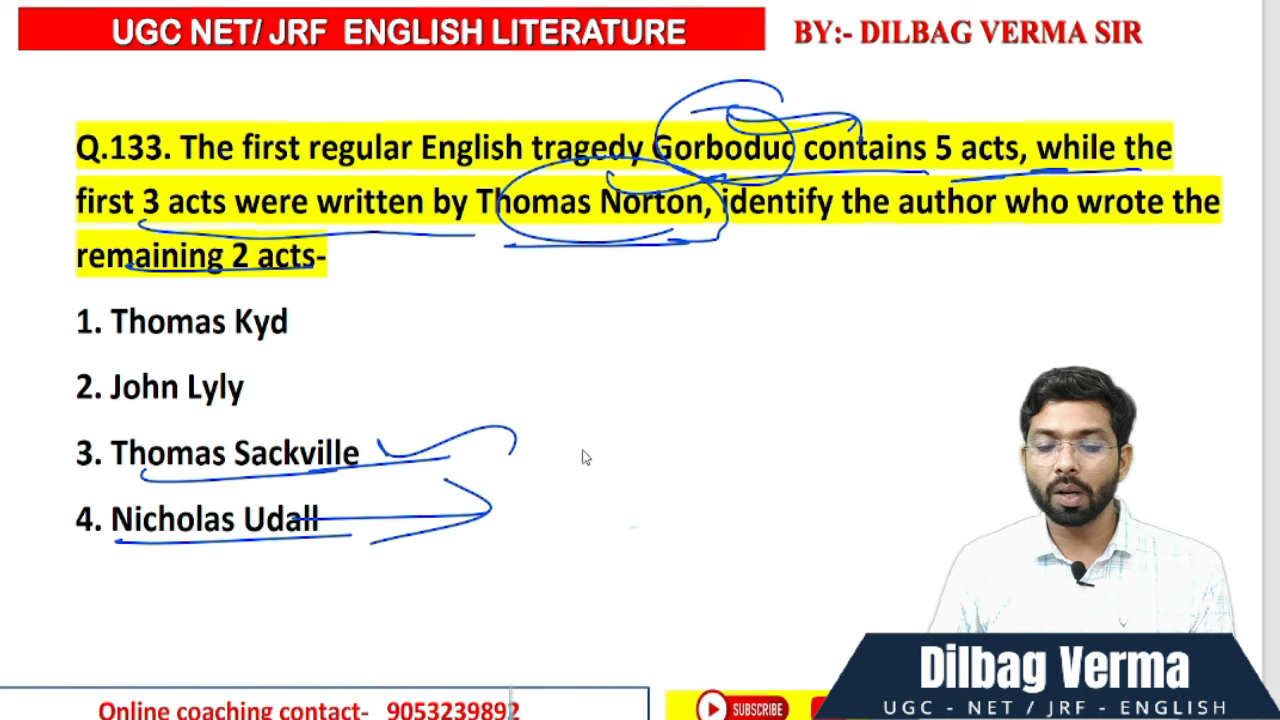 UGC NET/ JRF ENGLISH LITERATURE
BY:- DILBAG VERMA SIR
Q.133. The first regular English tragedy Gorboduc contains 5 acts, while the
first 3 acts were written by Thomas Norton, identify the author who wrote the
remaining 2 acts-
1. Thomas Kyd
2. John Lyly
3. Thomas Sackville
4. Nicholas Udall
Dilbag Verma
UGC - NET / JRF - ENGLISH
Online coaching contact- 9053239892
SUBSCRIBE